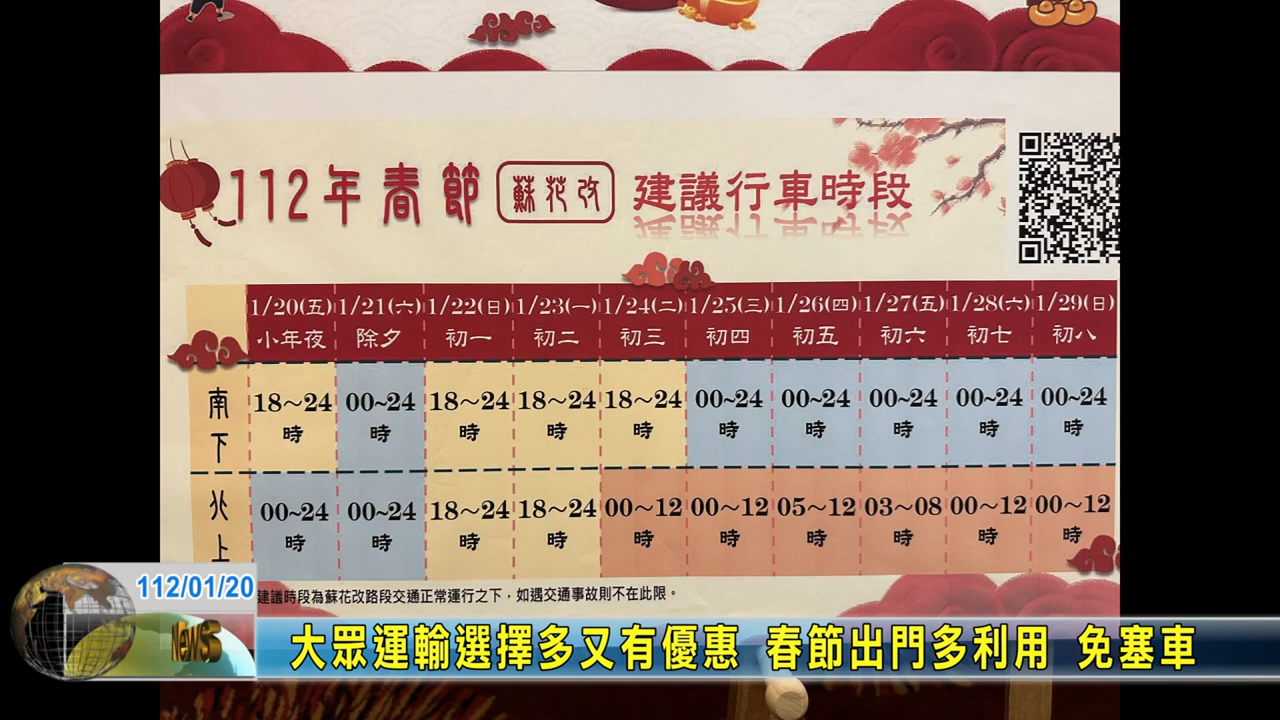 112年春節 蘇花改 建議行車時段
1/20(五) 1/21(六) 1/22(日) 1/23(一) 1/24(二) 1/25(三) 1/26(四) 1/27(五) 1/28(六) 1/29(日)
小年夜 除夕 初一 初二 初三 初四 初五 初六 初七 初八
南下 18~24時 00~24時 18~24時 18~24時 18~24時 00~24時 00~24時 00~24時 00~24時 00~24時
北上 00~24時 00~24時 18~24時 18~24時 00~12時 00~12時 05~12時 03~08時 00~12時 00~12時
建議時段為蘇花改路段交通正常運行之下，如遇交通事故則不在此限。
112/01/20
NewS
大眾運輸選擇多又有優惠 春節出門多利用 免塞車